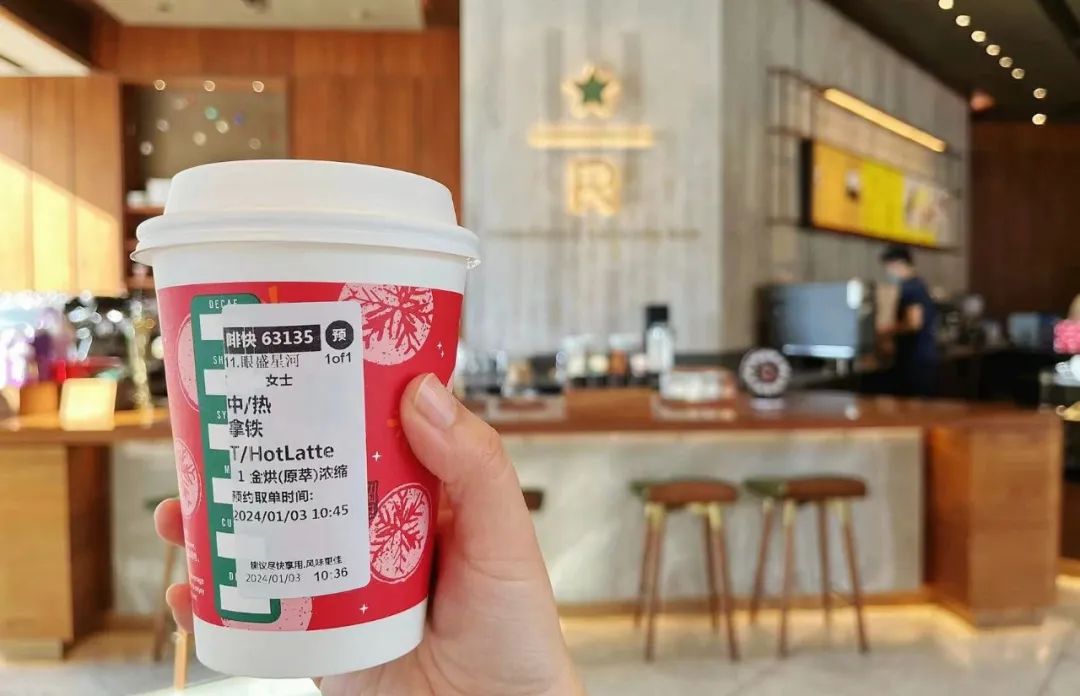 DECAF
啡快 63135 预
11.眼盛星河 1of1
女士
中/热
拿铁
T/HotLatte
1 金烘(原萃)浓缩
预约取单时间:
2024/01/03 10:45
建议尽快享用,风味更佳
2024/01/03 10:36
R